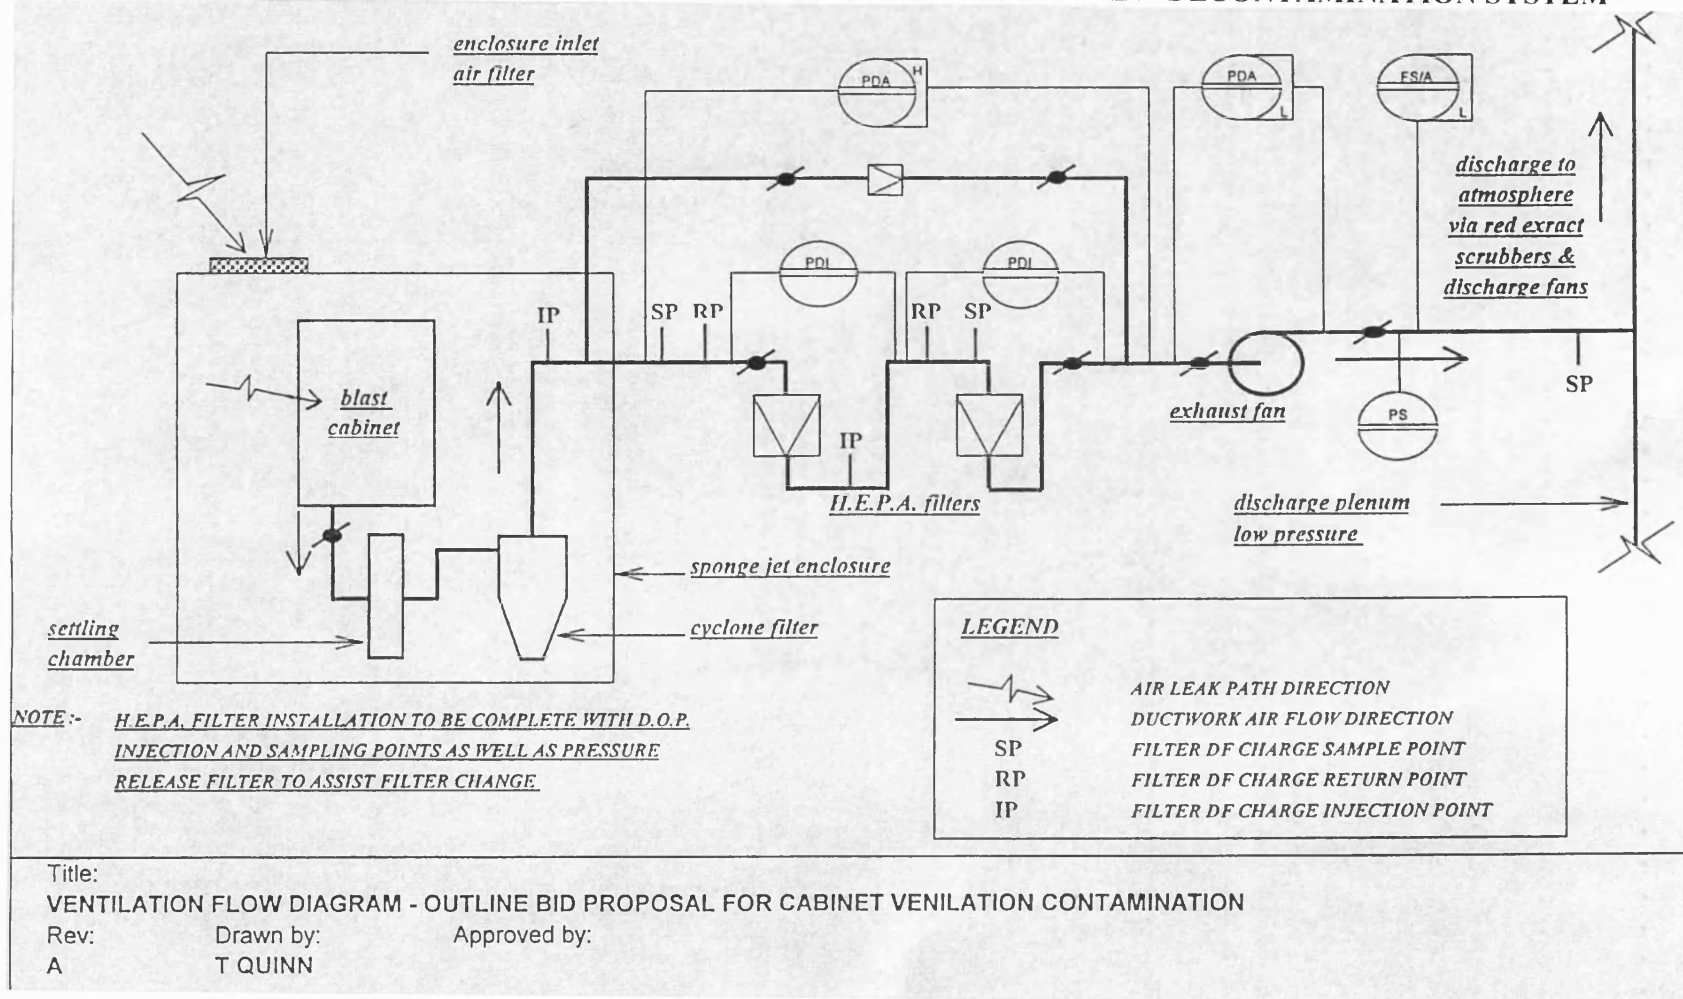 DECONTAMINATION SYSTEM
enclosure inlet
air filter
PDA
H
PDA
L
FS/A
L
discharge to
atmosphere
via red exract
scrubbers &
discharge fans
PDI
PDI
IP
SP
RP
RP
SP
blast
cabinet
IP
exhaust fan
PS
SP
H.E.P.A. filters
discharge plenum
low pressure
sponge jet enclosure
cyclone filter
settling
chamber
LEGEND
AIR LEAK PATH DIRECTION
DUCTWORK AIR FLOW DIRECTION
SP FILTER DF CHARGE SAMPLE POINT
RP FILTER DF CHARGE RETURN POINT
IP FILTER DF CHARGE INJECTION POINT
NOTE :- H.E.P.A. FILTER INSTALLATION TO BE COMPLETE WITH D.O.P.
INJECTION AND SAMPLING POINTS AS WELL AS PRESSURE
RELEASE FILTER TO ASSIST FILTER CHANGE
Title:
VENTILATION FLOW DIAGRAM - OUTLINE BID PROPOSAL FOR CABINET VENILATION CONTAMINATION
Rev: Drawn by: Approved by:
A T QUINN